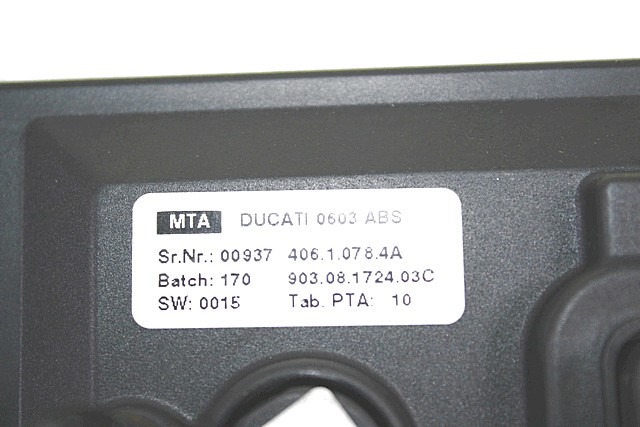 MTA DUCATI 0603 ABS
Sr.Nr.: 00937 406.1.078.4A
Batch: 170 903.08.1724.03C
SW: 0015 Tab. PTA: 10